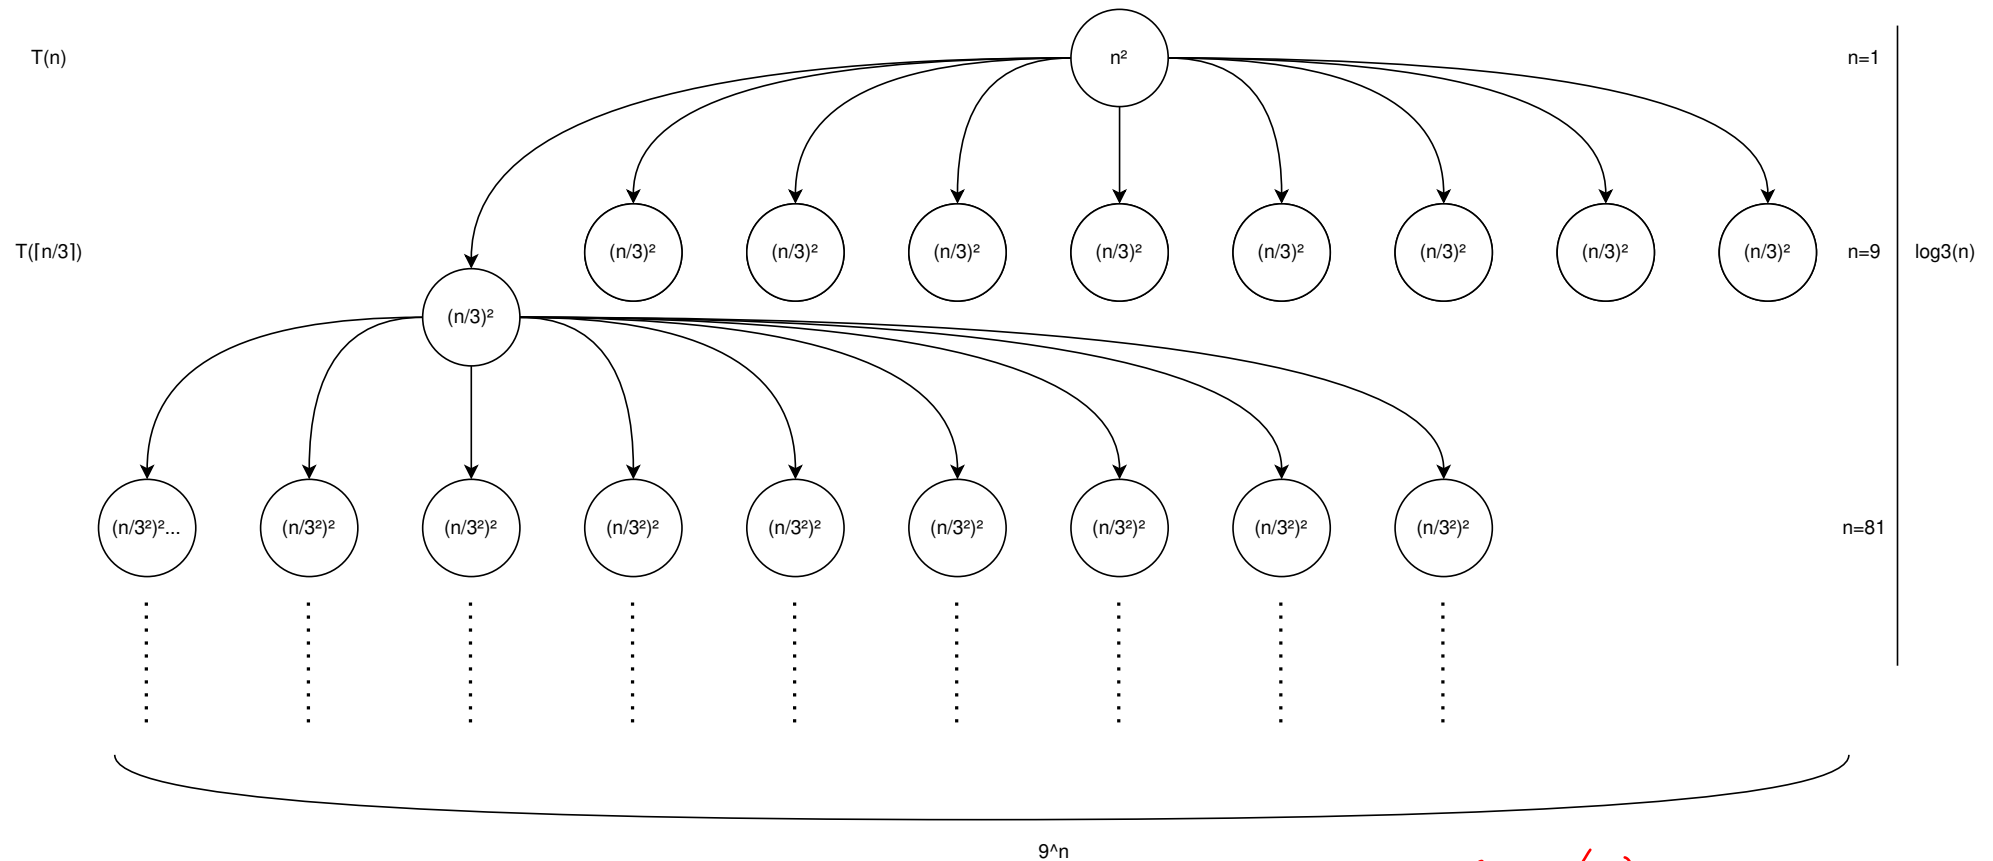 T(n) n² n=1
T(⌈n/3⌉) (n/3)² (n/3)² (n/3)² (n/3)² (n/3)² (n/3)² (n/3)² (n/3)² n=9 log3(n)
(n/3)²
(n/3²)²... (n/3²)² (n/3²)² (n/3²)² (n/3²)² (n/3²)² (n/3²)² (n/3²)² (n/3²)² n=81
9^n